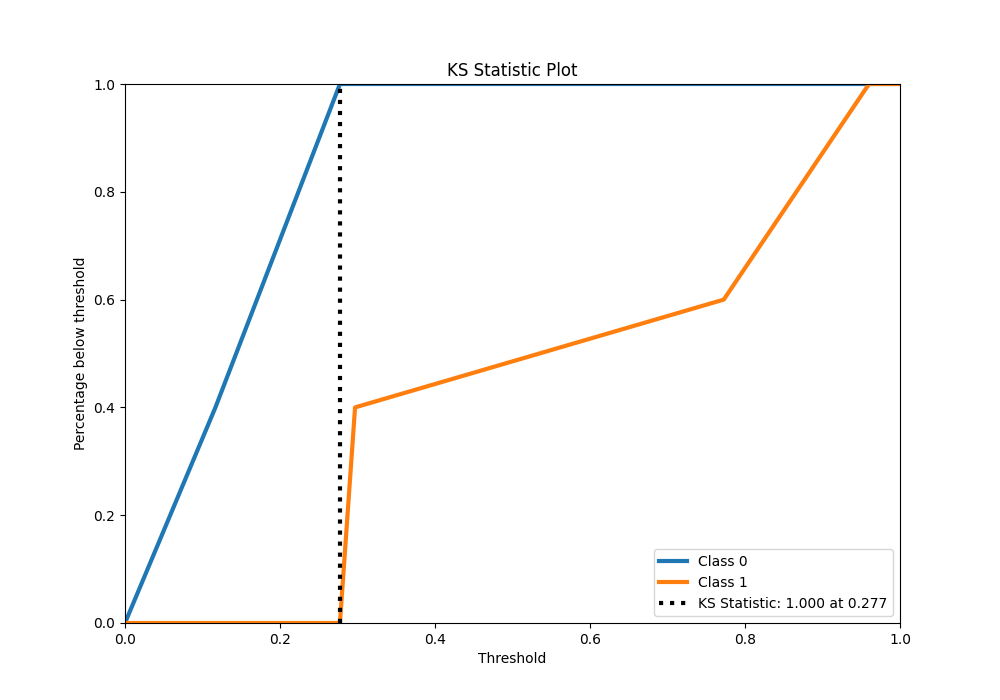 KS Statistic Plot
1.0
0.8
0.6
0.4
0.2
0.0
Percentage below threshold
0.0 0.2 0.4 0.6 0.8 1.0
Threshold
Class 0
Class 1
KS Statistic: 1.000 at 0.277